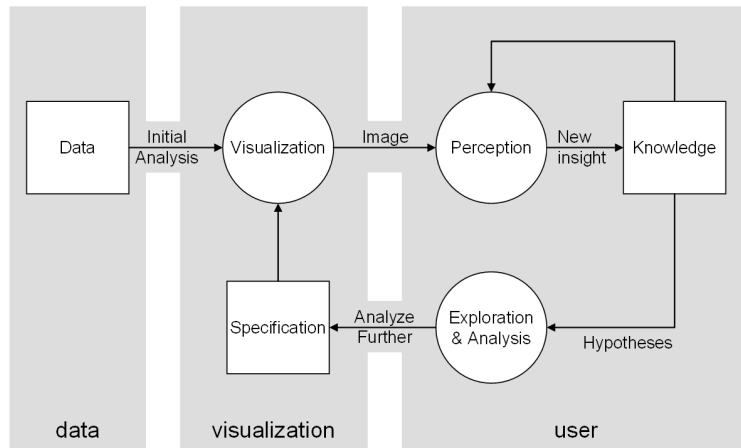 Data
Initial
Analysis
Visualization
Image
Perception
New
insight
Knowledge
Specification
Analyze
Further
Exploration
& Analysis
Hypotheses
data
visualization
user